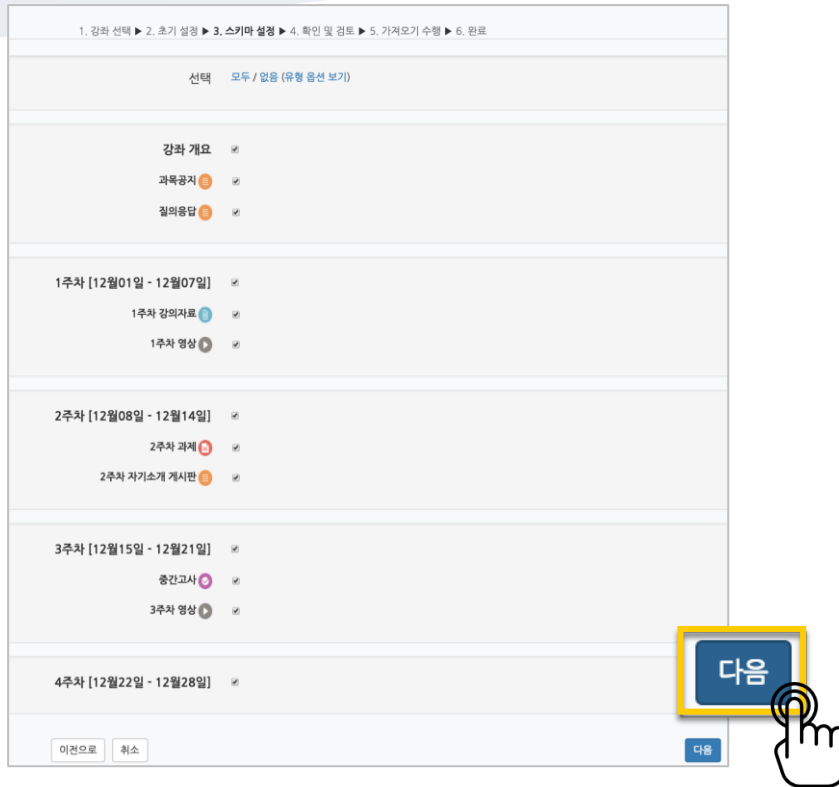 1. 강좌 선택 ▶ 2. 초기 설정 ▶ 3. 스키마 설정 ▶ 4. 확인 및 검토 ▶ 5. 가져오기 수행 ▶ 6. 완료
선택 모두 / 없음 (유형 옵션 보기)
강좌 개요
과목공지
질의응답
1주차 [12월01일 - 12월07일]
1주차 강의자료
1주차 영상
2주차 [12월08일 - 12월14일]
2주차 과제
2주차 자기소개 게시판
3주차 [12월15일 - 12월21일]
중간고사
3주차 영상
4주차 [12월22일 - 12월28일]
다음
이전으로 취소 다음